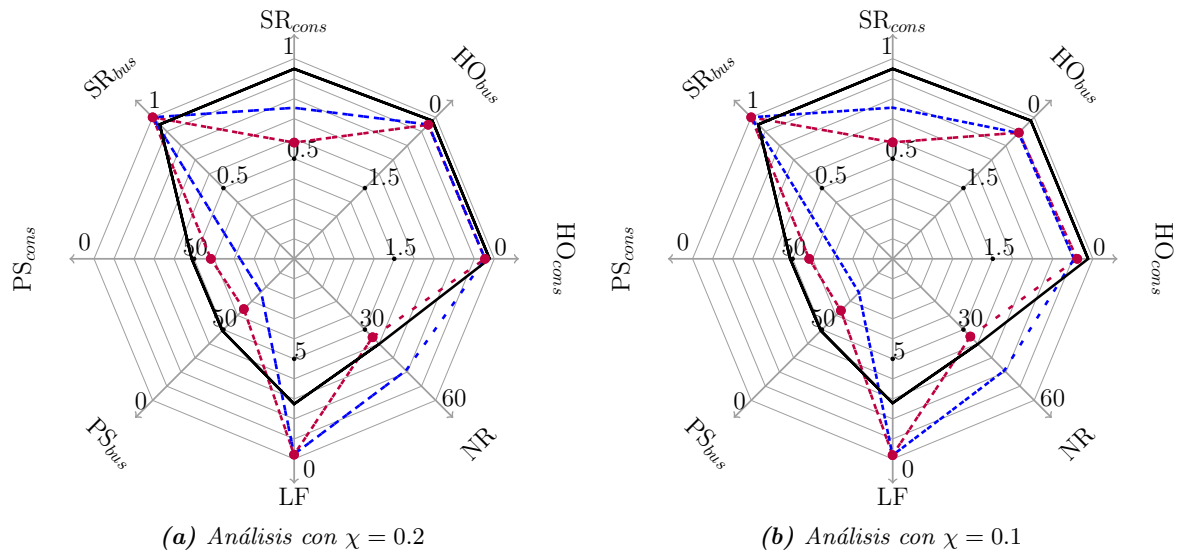 SR_cons
1
HO_bus
0
SR_bus
1
0.5
0.5
1.5
HO_cons
0
1.5
PS_cons
0
50
50
30
5
PS_bus
0
60
NR
0
LF
(a) Análisis con χ = 0.2
SR_cons
1
HO_bus
0
SR_bus
1
0.5
0.5
1.5
HO_cons
0
1.5
PS_cons
0
50
50
30
5
PS_bus
0
60
NR
0
LF
(b) Análisis con χ = 0.1